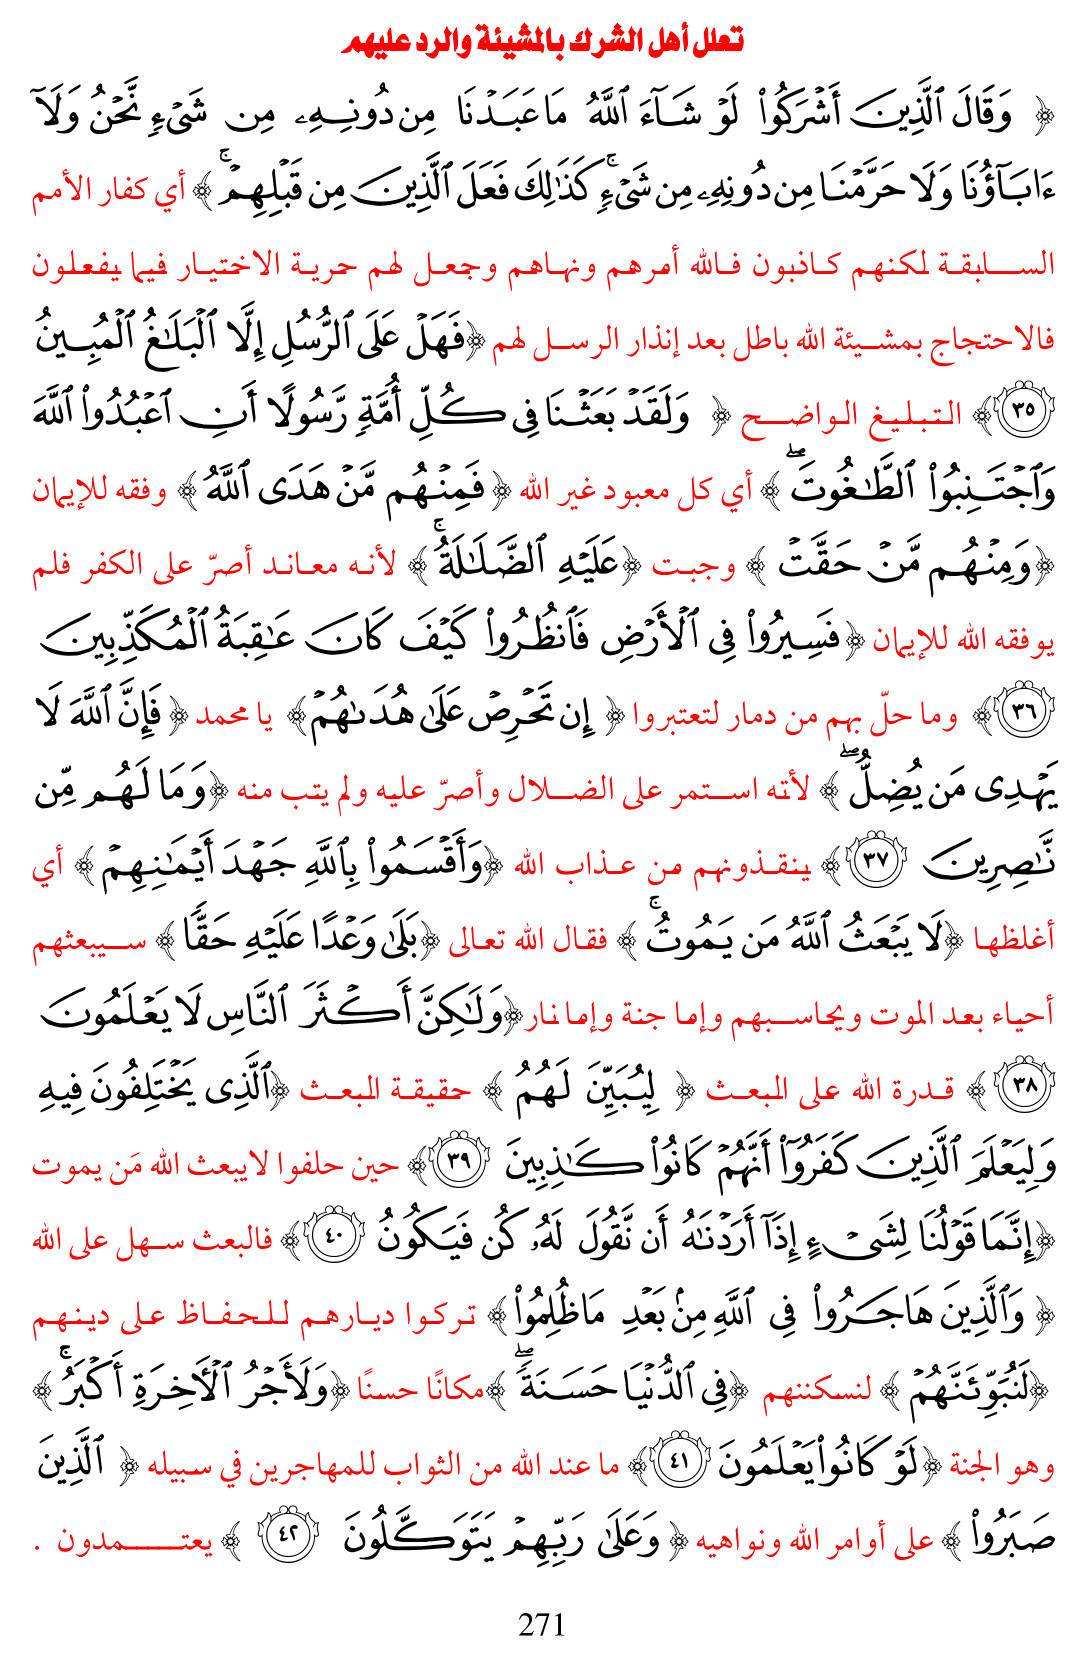 تعلل أهل الشرك بالمشيئة والرد عليهم
﴿ وَقَالَ ٱلَّذِينَ أَشْرَكُوا۟ لَوْ شَآءَ ٱللَّهُ مَا عَبَدْنَا مِن دُونِهِۦ مِن شَىْءٍ نَّحْنُ وَلَآ
ءَابَآؤُنَا وَلَا حَرَّمْنَا مِن دُونِهِۦ مِن شَىْءٍ ۚ كَذَٰلِكَ فَعَلَ ٱلَّذِينَ مِن قَبْلِهِمْ ۚ ﴾ أي كفار الأمم
السابقة لكنهم كاذبون فالله أمرهم ونهاهم وجعل لهم حرية الاختيار فيما يفعلون
فالاحتجاج بمشيئة الله باطل بعد إنذار الرسل لهم ﴿فَهَلْ عَلَى ٱلرُّسُلِ إِلَّا ٱلْبَلَٰغُ ٱلْمُبِينُ
٣٥﴾ التبليغ الواضح ﴿ وَلَقَدْ بَعَثْنَا فِى كُلِّ أُمَّةٍ رَّسُولًا أَنِ ٱعْبُدُوا۟ ٱللَّهَ
وَٱجْتَنِبُوا۟ ٱلطَّٰغُوتَ ۖ ﴾ أي كل معبود غير الله ﴿ فَمِنْهُم مَّنْ هَدَى ٱللَّهُ ﴾ وفقه للإيمان
﴿وَمِنْهُم مَّنْ حَقَّتْ ﴾ وجبت ﴿عَلَيْهِ ٱلضَّلَٰلَةُ ۚ ﴾ لأنه معاند أصرّ على الكفر فلم
يوفقه الله للإيمان ﴿فَسِيرُوا۟ فِى ٱلْأَرْضِ فَٱنظُرُوا۟ كَيْفَ كَانَ عَٰقِبَةُ ٱلْمُكَذِّبِينَ
٣٦﴾ وما حلّ بهم من دمار لتعتبروا ﴿ إِن تَحْرِصْ عَلَىٰ هُدَىٰهُمْ﴾ يا محمد ﴿ فَإِنَّ ٱللَّهَ لَا
يَهْدِى مَن يُضِلُّ ۖ ﴾ لأنه استمر على الضلال وأصرّ عليه ولم يتب منه ﴿وَمَا لَهُم مِّن
نَّٰصِرِينَ ٣٧﴾ ينقذونهم من عذاب الله ﴿وَأَقْسَمُوا۟ بِٱللَّهِ جَهْدَ أَيْمَٰنِهِمْ ﴾ أي
أغلظها ﴿لَا يَبْعَثُ ٱللَّهُ مَن يَمُوتُ ۚ ﴾ فقال الله تعالى ﴿بَلَىٰ وَعْدًا عَلَيْهِ حَقًّا ﴾ سيبعثهم
أحياء بعد الموت ويحاسبهم وإما جنة وإما نار﴿وَلَٰكِنَّ أَكْثَرَ ٱلنَّاسِ لَا يَعْلَمُونَ
٣٨ ﴾ قدرة الله على البعث ﴿ لِيُبَيِّنَ لَهُمُ ﴾ حقيقة البعث ﴿ٱلَّذِى يَخْتَلِفُونَ فِيهِ
وَلِيَعْلَمَ ٱلَّذِينَ كَفَرُوٓا۟ أَنَّهُمْ كَانُوا۟ كَٰذِبِينَ ٣٩﴾ حين حلفوا لايبعث الله مَن يموت
﴿إِنَّمَا قَوْلُنَا لِشَىْءٍ إِذَآ أَرَدْنَٰهُ أَن نَّقُولَ لَهُۥ كُن فَيَكُونُ ٤٠﴾ فالبعث سهل على الله
﴿ وَٱلَّذِينَ هَاجَرُوا۟ فِى ٱللَّهِ مِنۢ بَعْدِ مَا ظُلِمُوا۟ ﴾ تركوا ديارهم للحفاظ على دينهم
﴿لَنُبَوِّئَنَّهُمْ ﴾ لنسكننهم ﴿فِى ٱلدُّنْيَا حَسَنَةً ۖ ﴾مكانًا حسنًا ﴿وَلَأَجْرُ ٱلْءَاخِرَةِ أَكْبَرُ ۚ ﴾
وهو الجنة ﴿لَوْ كَانُوا۟ يَعْلَمُونَ ٤١﴾ ما عند الله من الثواب للمهاجرين في سبيله ﴿ ٱلَّذِينَ
صَبَرُوا۟ ﴾ على أوامر الله ونواهيه ﴿ وَعَلَىٰ رَبِّهِمْ يَتَوَكَّلُونَ ٤٢ ﴾ يعتمدون .
271